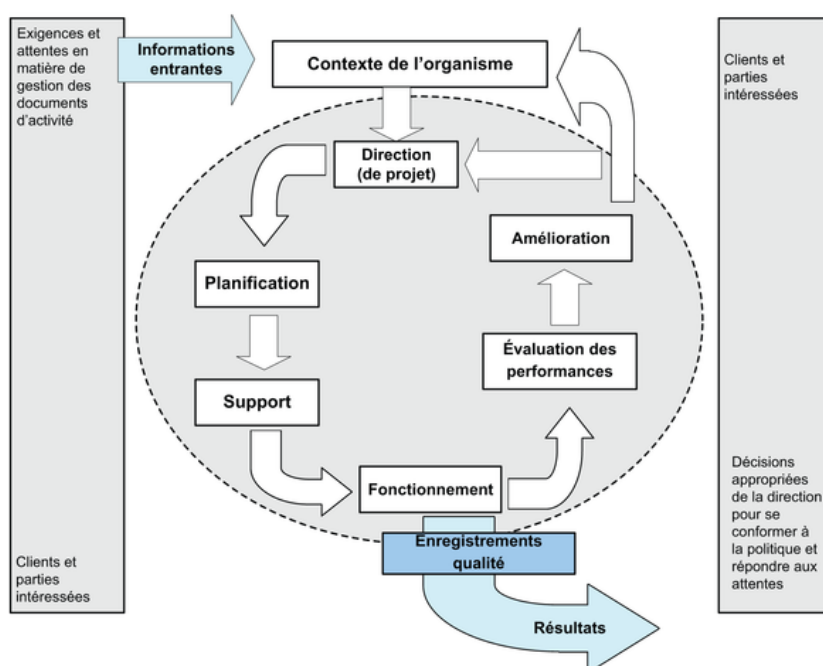 Exigences et
attentes en
matière de
gestion des
documents
d'activité
Informations
entrantes
Contexte de l'organisme
Clients et
parties
intéressées
Direction
(de projet)
Amélioration
Planification
Évaluation des
performances
Support
Fonctionnement
Enregistrements
qualité
Résultats
Clients et
parties
intéressées
Décisions
appropriées
de la direction
pour se
conformer à
la politique et
répondre aux
attentes